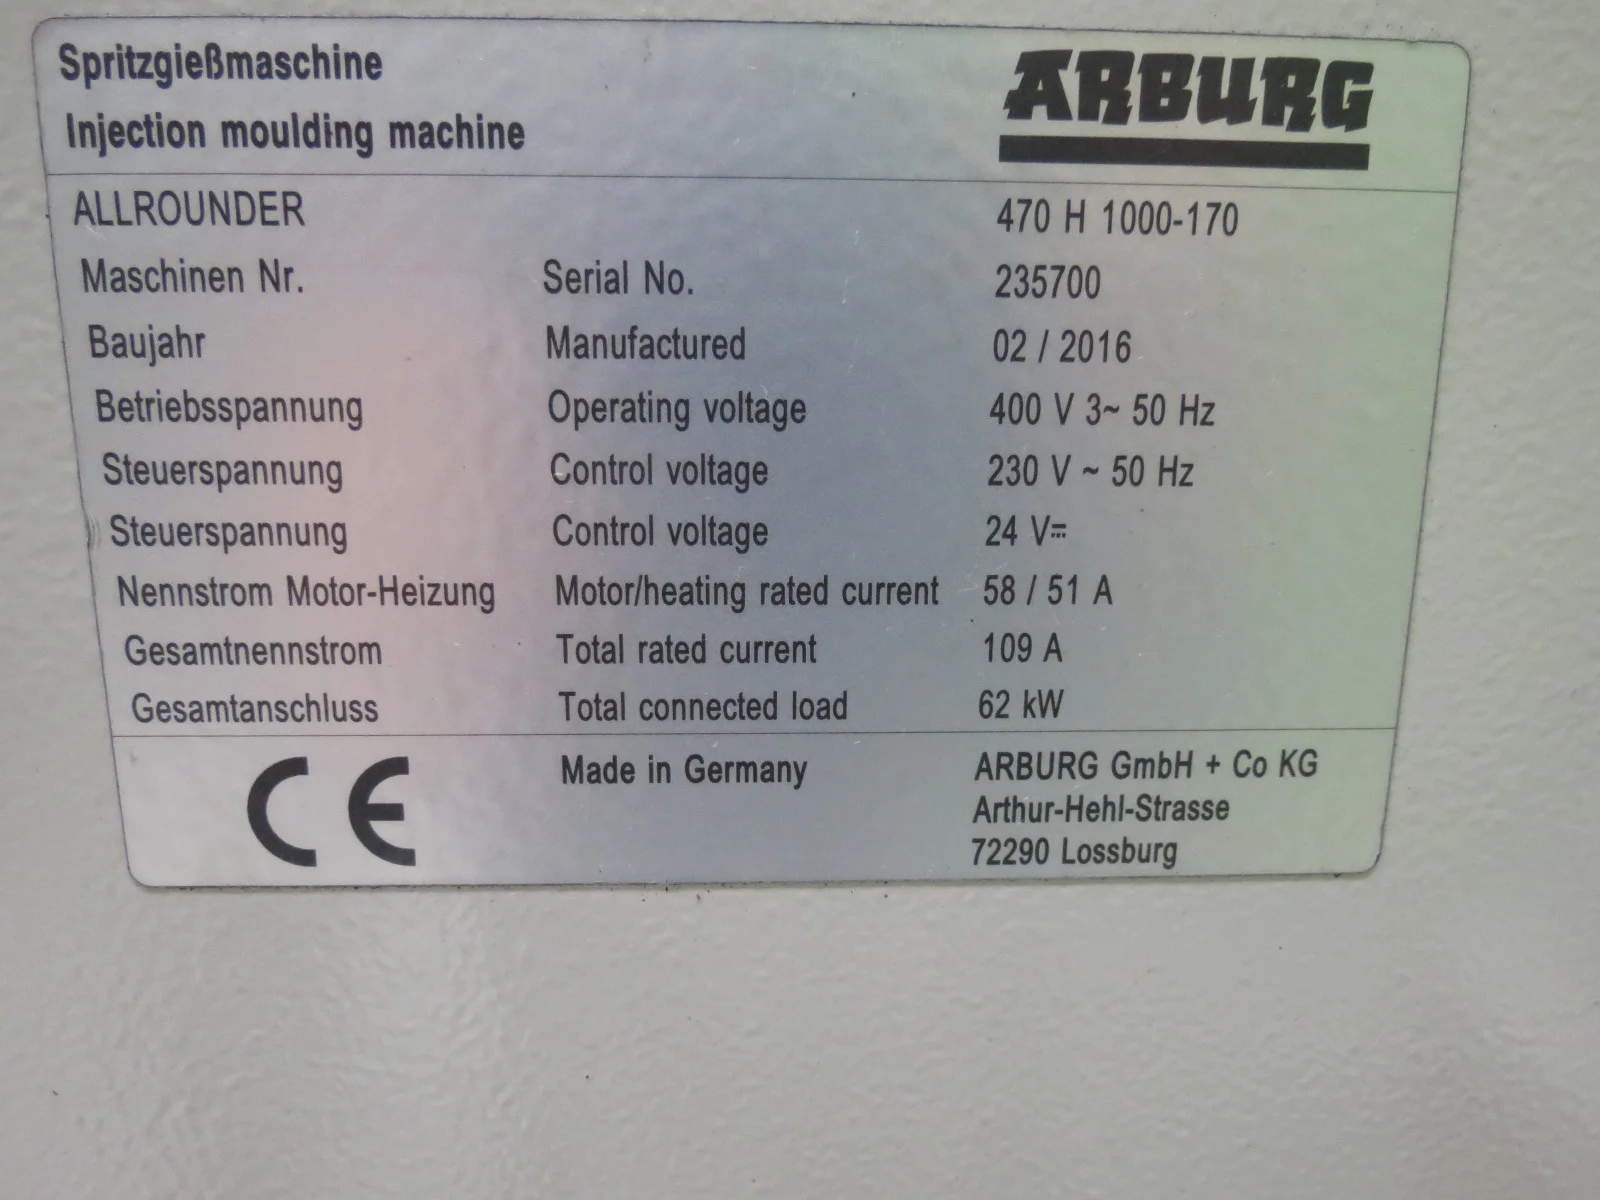 Spritzgießmaschine
Injection moulding machine
ARBURG
ALLROUNDER 470 H 1000-170
Maschinen Nr. Serial No. 235700
Baujahr Manufactured 02 / 2016
Betriebsspannung Operating voltage 400 V 3~ 50 Hz
Steuerspannung Control voltage 230 V ~ 50 Hz
Steuerspannung Control voltage 24 V⎓
Nennstrom Motor-Heizung Motor/heating rated current 58 / 51 A
Gesamtnennstrom Total rated current 109 A
Gesamtanschluss Total connected load 62 kW
CE
Made in Germany
ARBURG GmbH + Co KG
Arthur-Hehl-Strasse
72290 Lossburg